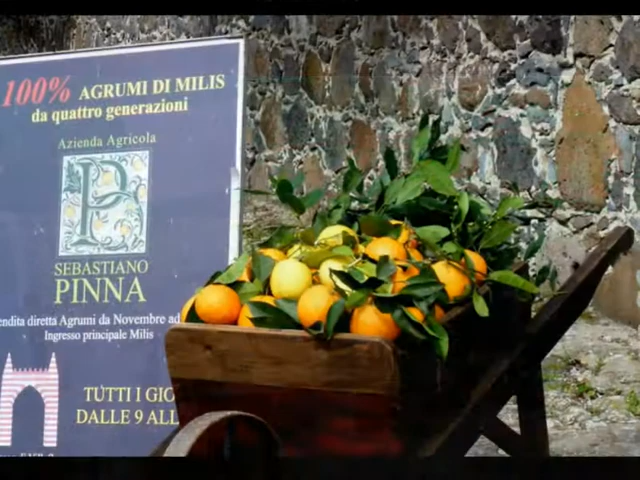 100% AGRUMI DI MILIS
da quattro generazioni
Azienda Agricola
P
SEBASTIANO
PINNA
endita diretta Agrumi da Novembre ad
Ingresso principale Milis
TUTTI I GIO
DALLE 9 ALL